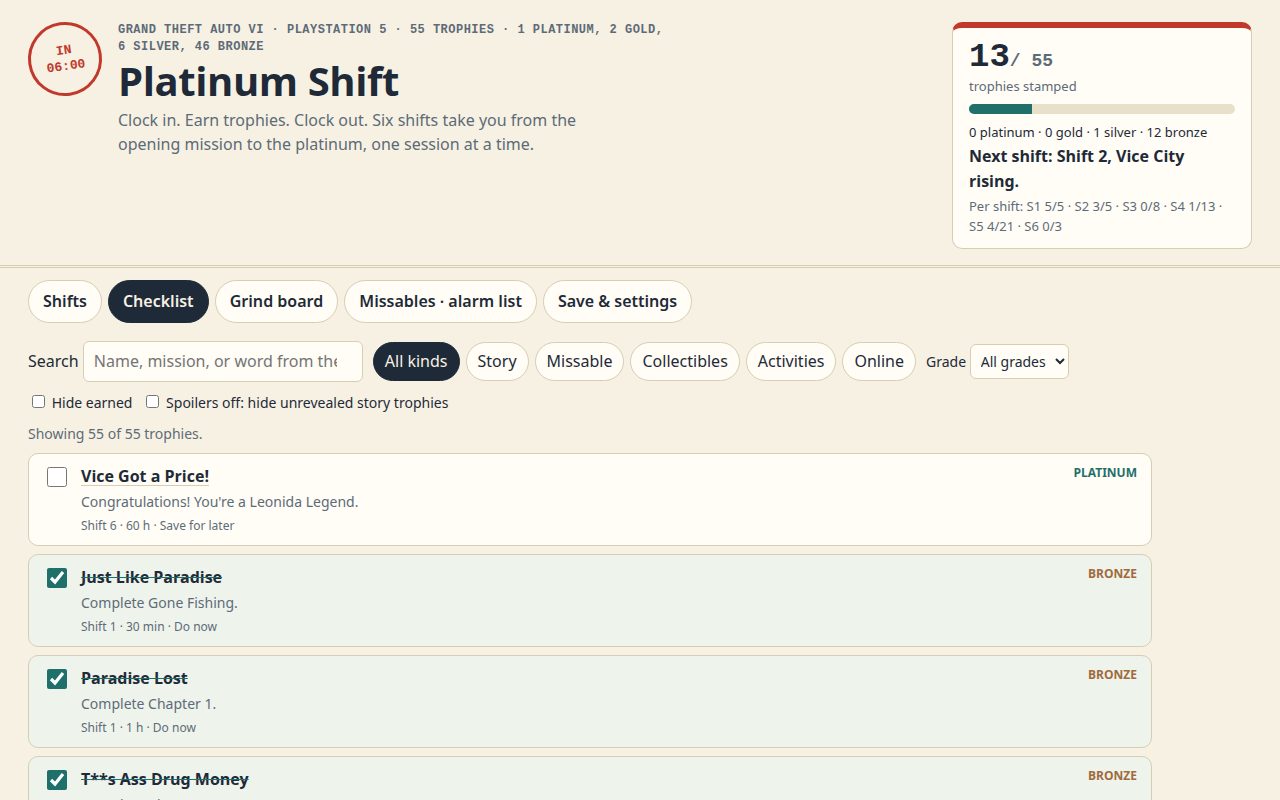 IN
06:00
GRAND THEFT AUTO VI · PLAYSTATION 5 · 55 TROPHIES · 1 PLATINUM, 2 GOLD,
6 SILVER, 46 BRONZE
Platinum Shift
Clock in. Earn trophies. Clock out. Six shifts take you from the
opening mission to the platinum, one session at a time.
13/ 55
trophies stamped
0 platinum · 0 gold · 1 silver · 12 bronze
Next shift: Shift 2, Vice City
rising.
Per shift: S1 5/5 · S2 3/5 · S3 0/8 · S4 1/13 ·
S5 4/21 · S6 0/3
Shifts Checklist Grind board Missables · alarm list Save & settings
Search Name, mission, or word from the All kinds Story Missable Collectibles Activities Online Grade All grades
Hide earned Spoilers off: hide unrevealed story trophies
Showing 55 of 55 trophies.
Vice Got a Price! PLATINUM
Congratulations! You're a Leonida Legend.
Shift 6 · 60 h · Save for later
Just Like Paradise BRONZE
Complete Gone Fishing.
Shift 1 · 30 min · Do now
Paradise Lost BRONZE
Complete Chapter 1.
Shift 1 · 1 h · Do now
T**s Ass Drug Money BRONZE